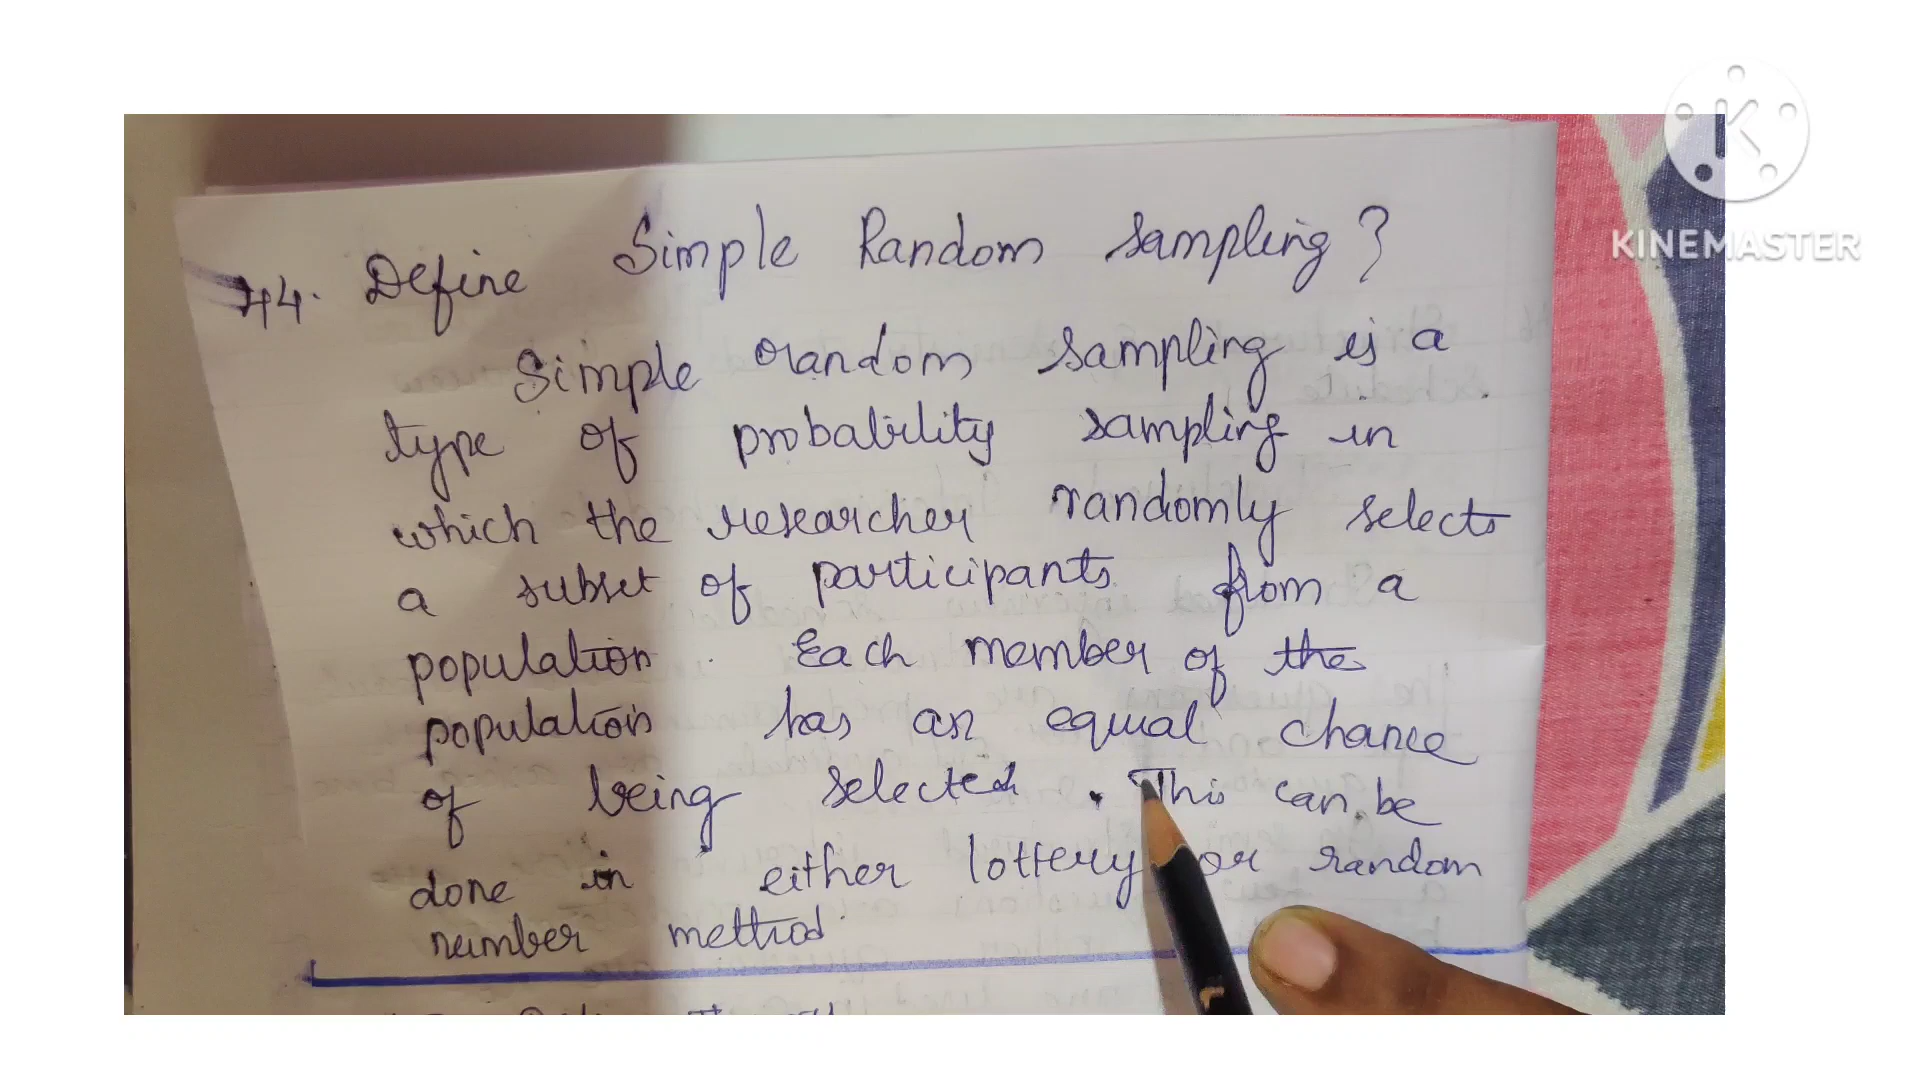 44. Define Simple Random Sampling?
Simple random sampling is a
type of probability sampling in
which the researcher randomly selects
a subset of participants from a
population. Each member of the
population has an equal chance
of being selected. This can be
done in either lottery or random
number method
KINEMASTER